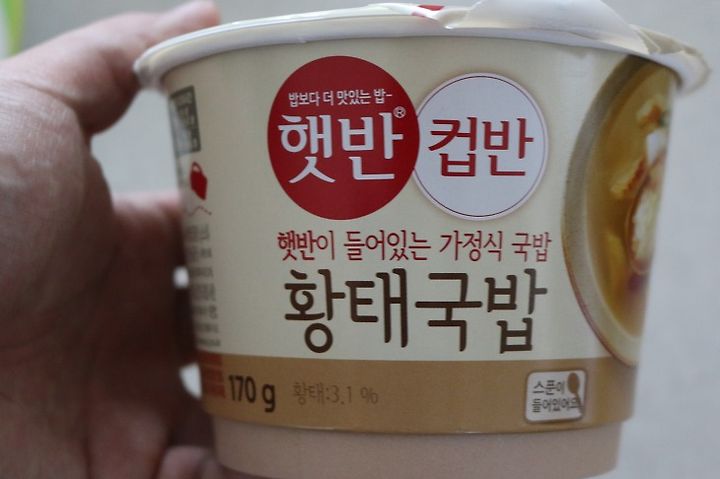 밥보다 더 맛있는 밥-
햇반® 컵반
햇반이 들어있는 가정식 국밥
황태국밥
170 g 황태:3.1 %
스푼이
들어있어요